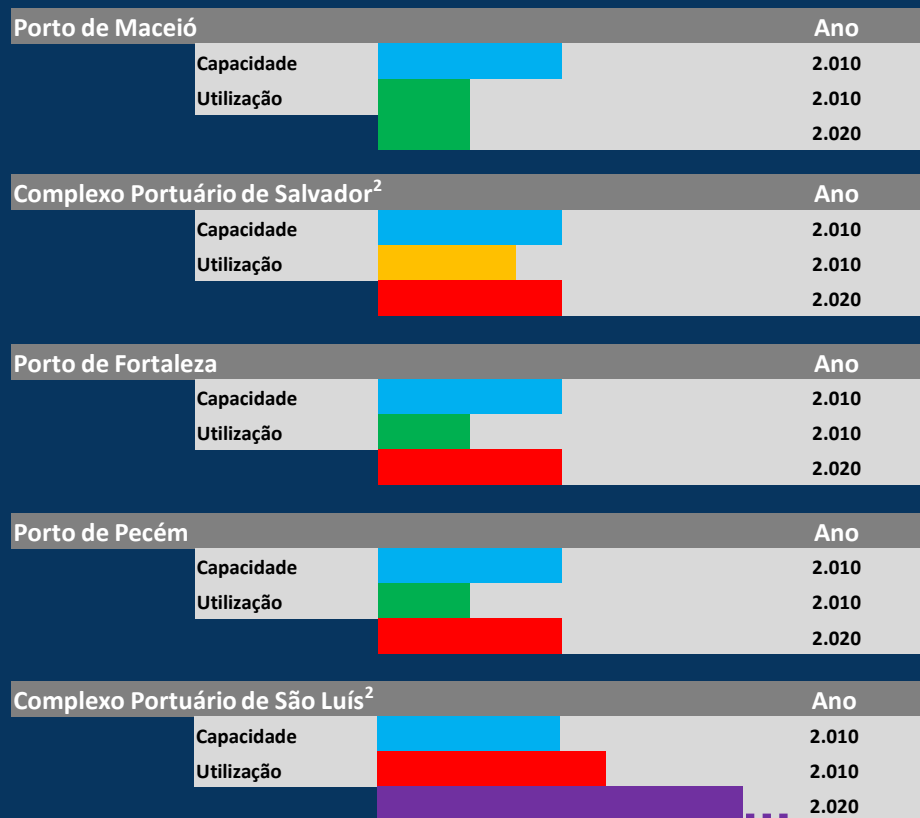 Porto de Maceió Ano
Capacidade 2.010
Utilização 2.010
2.020
Complexo Portuário de Salvador² Ano
Capacidade 2.010
Utilização 2.010
2.020
Porto de Fortaleza Ano
Capacidade 2.010
Utilização 2.010
2.020
Porto de Pecém Ano
Capacidade 2.010
Utilização 2.010
2.020
Complexo Portuário de São Luís² Ano
Capacidade 2.010
Utilização 2.010
2.020